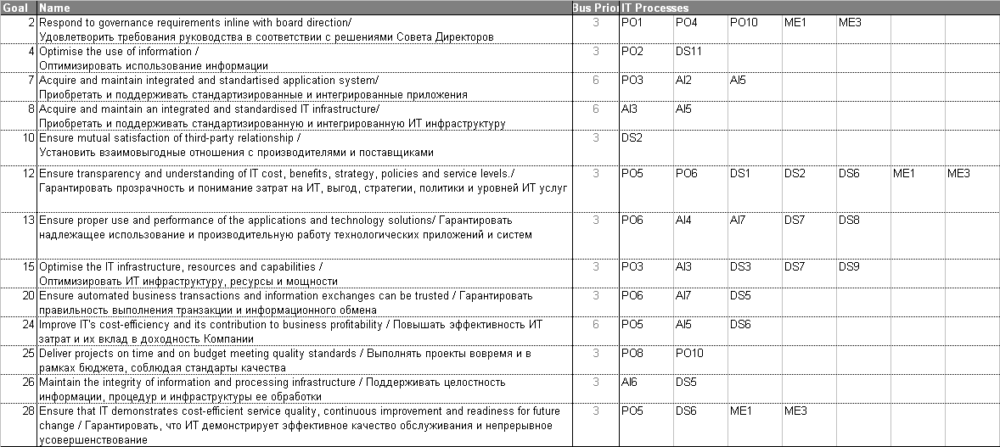 Goal Name Bus Prior IT Processes
2 Respond to governance requirements inline with board direction/ 3 PO1 PO4 PO10 ME1 ME3
Удовлетворить требования руководства в соответствии с решениями Совета Директоров
4 Optimise the use of information / 3 PO2 DS11
Оптимизировать использование информации
7 Acquire and maintain integrated and standartised application system/ 6 PO3 AI2 AI5
Приобретать и поддерживать стандартизированные и интегрированные приложения
8 Acquire and maintain an integrated and standardised IT infrastructure/ 6 AI3 AI5
Приобретать и поддерживать стандартизированную и интегрированную ИТ инфраструктуру
10 Ensure mutual satisfaction of third-party relationship / 3 DS2
Установить взаимовыгодные отношения с производителями и поставщиками
12 Ensure transparency and understanding of IT cost, benefits, strategy, policies and service levels./ 3 PO5 PO6 DS1 DS2 DS6 ME1 ME3
Гарантировать прозрачность и понимание затрат на ИТ, выгод, стратегии, политики и уровней ИТ услуг
13 Ensure proper use and performance of the applications and technology solutions/ Гарантировать 3 PO6 AI4 AI7 DS7 DS8
надлежащее использование и производительную работу технологических приложений и систем
15 Optimise the IT infrastructure, resources and capabilities / 3 PO3 AI3 DS3 DS7 DS9
Оптимизировать ИТ инфраструктуру, ресурсы и мощности
20 Ensure automated business transactions and information exchanges can be trusted / Гарантировать 3 PO6 AI7 DS5
правильность выполнения транзакции и информационного обмена
24 Improve IT's cost-efficiency and its contribution to business profitability / Повышать эффективность ИТ 6 PO5 AI5 DS6
затрат и их вклад в доходность Компании
25 Deliver projects on time and on budget meeting quality standards / Выполнять проекты вовремя и в 3 PO8 PO10
рамках бюджета, соблюдая стандарты качества
26 Maintain the integrity of information and processing infrastructure / Поддерживать целостность 3 AI6 DS5
информации, процедур и инфраструктуры ее обработки
28 Ensure that IT demonstrates cost-efficient service quality, continuous improvement and readiness for future 3 PO5 DS6 ME1 ME3
change / Гарантировать, что ИТ демонстрирует эффективное качество обслуживания и непрерывное
усовершенствование